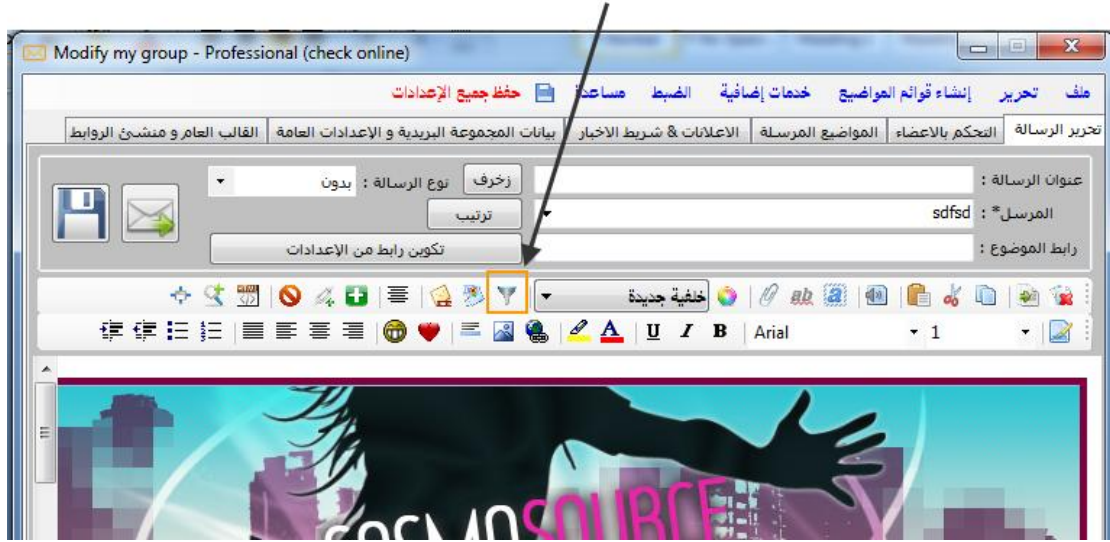 Modify my group - Professional (check online)
ملف تحرير إنشاء قوائم المواضيع خدمات إضافية الضبط مساعدة حفظ جميع الإعدادات
تحرير الرسالة التحكم بالاعضاء المواضيع المرسلة الاعلانات & شريط الاخبار بيانات المجموعة البريدية و الإعدادات العامة القالب العام و منشئ الروابط
عنوان الرسالة : زخرف نوع الرسالة : بدون
المرسل* : sdfsd ترتيب
رابط الموضوع : تكوين رابط من الإعدادات
خلفية جديدة
1 Arial B I U A
COSMOSOURCE